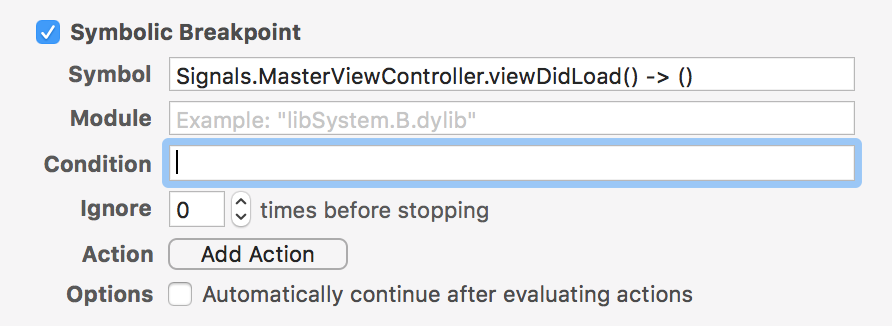 Symbolic Breakpoint
Symbol Signals.MasterViewController.viewDidLoad() -> ()
Module Example: "libSystem.B.dylib"
Condition
Ignore 0 times before stopping
Action Add Action
Options Automatically continue after evaluating actions